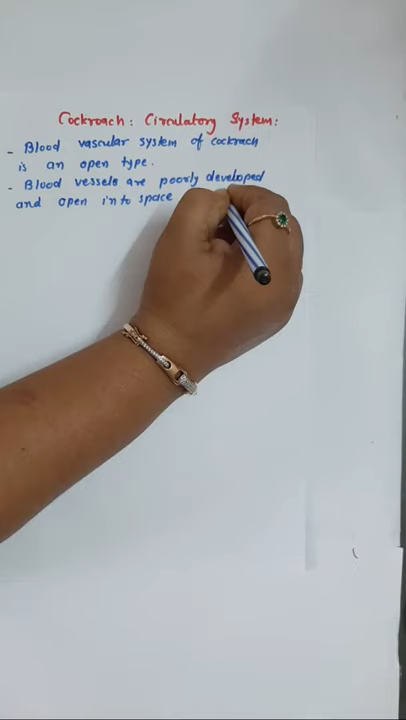 Cockroach: Circulatory System:
- Blood vascular system of cockrach
is an open type.
- Blood vessels are poorly developed
and open into space